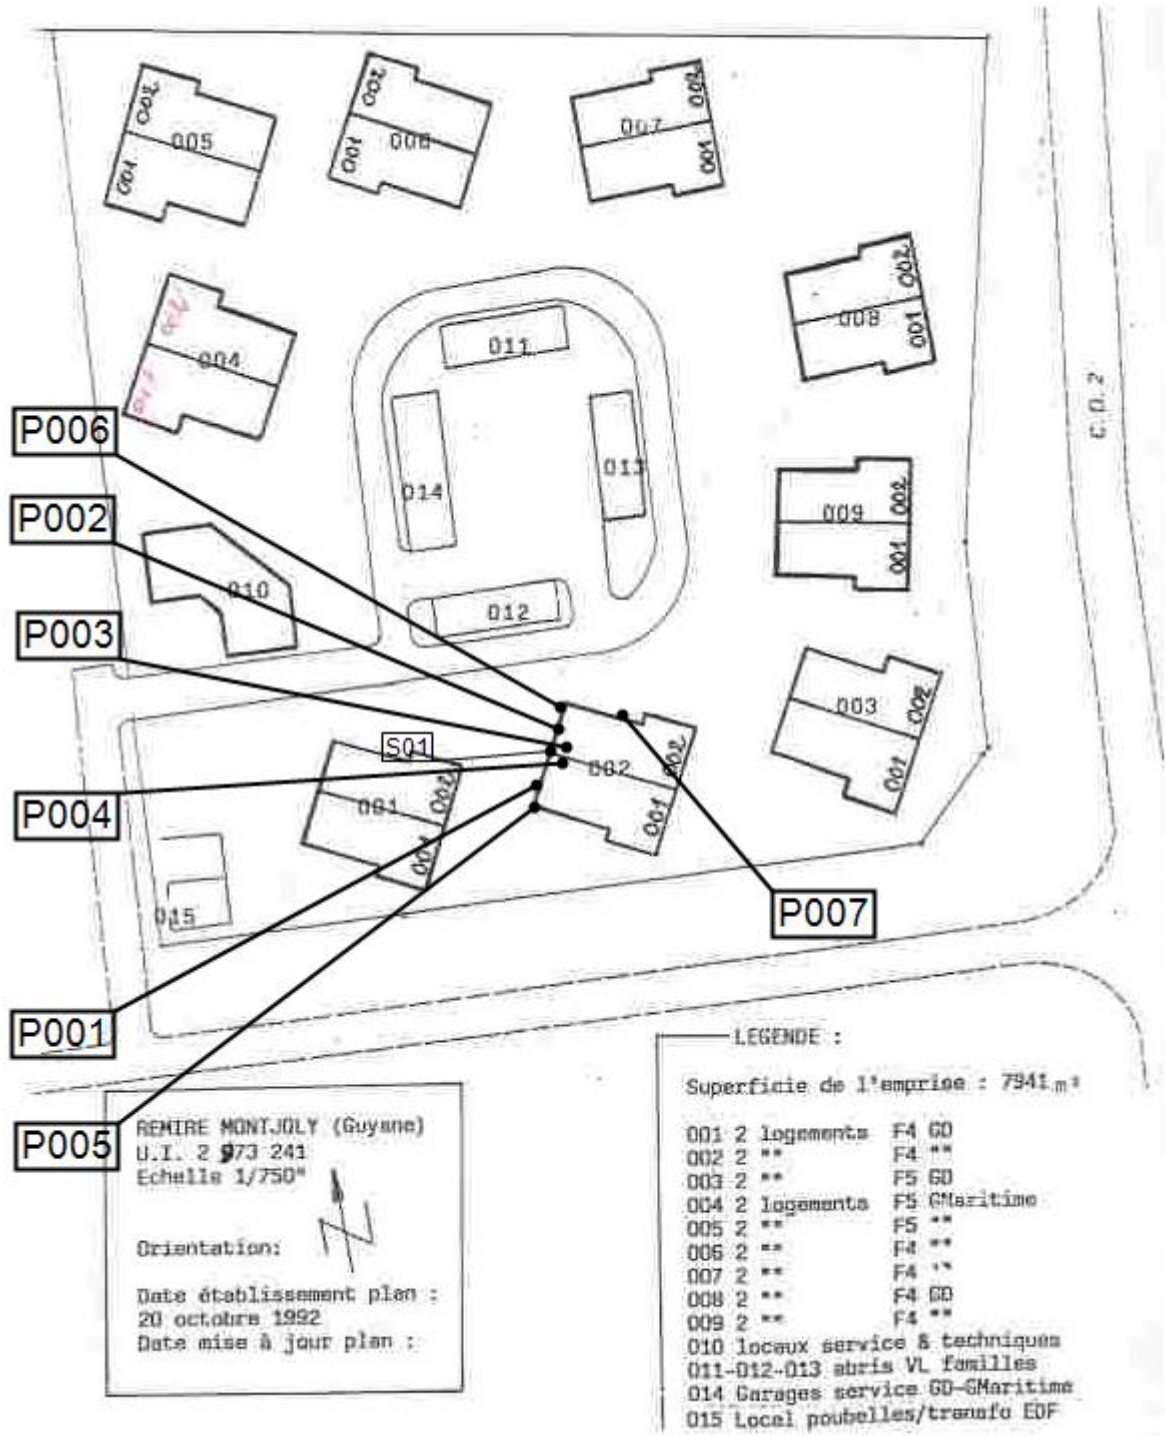 002
001
005
200
001
006
002
007
001
002
008
001
004
011
C.D.2
P006
013
014
002
009
001
P002
010
012
P003
003
002
001
S01
002
002
001
P004
001
002
001
015
P007
P001
P005
REMIRE MONTJOLY (Guyane)
U.I. 2 973 241
Echelle 1/750°
Orientation:
Date établissement plan :
20 octobre 1992
Date mise à jour plan :
LEGENDE :
Superficie de l'emprise : 7941 m²
001 2 logements F4 GD
002 2 "" F4 ""
003 2 "" F5 GD
004 2 logements F5 GMaritime
005 2 "" F5 ""
006 2 "" F4 ""
007 2 "" F4 ""
008 2 "" F4 GD
009 2 "" F4 ""
010 locaux service & techniques
011-012-013 abris VL familles
014 Garages service GD-GMaritime
015 Local poubelles/transfo EDF